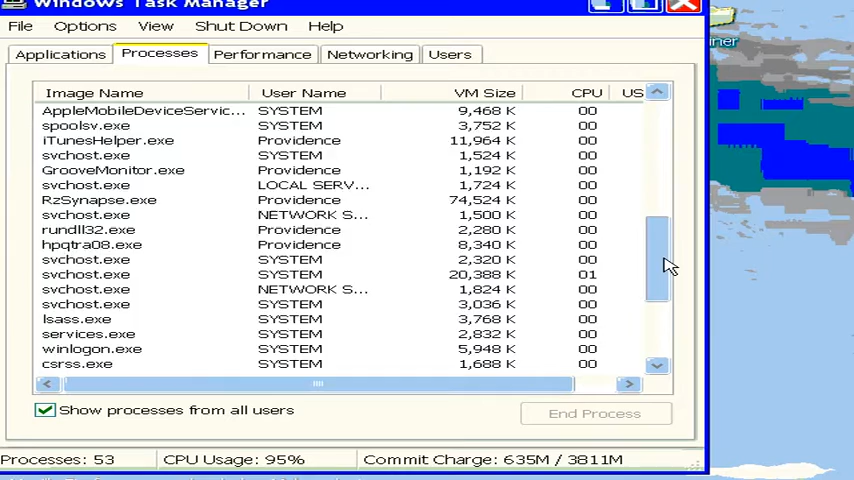 Windows Task Manager
File Options View Shut Down Help
Applications Processes Performance Networking Users
Image Name User Name VM Size CPU US
AppleMobileDeviceServic... SYSTEM 9,468 K 00
spoolsv.exe SYSTEM 3,752 K 00
iTunesHelper.exe Providence 11,964 K 00
svchost.exe SYSTEM 1,524 K 00
GrooveMonitor.exe Providence 1,192 K 00
svchost.exe LOCAL SERV... 1,724 K 00
RzSynapse.exe Providence 74,524 K 00
svchost.exe NETWORK S... 1,500 K 00
rundll32.exe Providence 2,280 K 00
hpqtra08.exe Providence 8,340 K 00
svchost.exe SYSTEM 2,320 K 00
svchost.exe SYSTEM 20,388 K 01
svchost.exe NETWORK S... 1,824 K 00
svchost.exe SYSTEM 3,036 K 00
lsass.exe SYSTEM 3,768 K 00
services.exe SYSTEM 2,832 K 00
winlogon.exe SYSTEM 5,948 K 00
csrss.exe SYSTEM 1,688 K 00
Show processes from all users End Process
Processes: 53 CPU Usage: 95% Commit Charge: 635M / 3811M